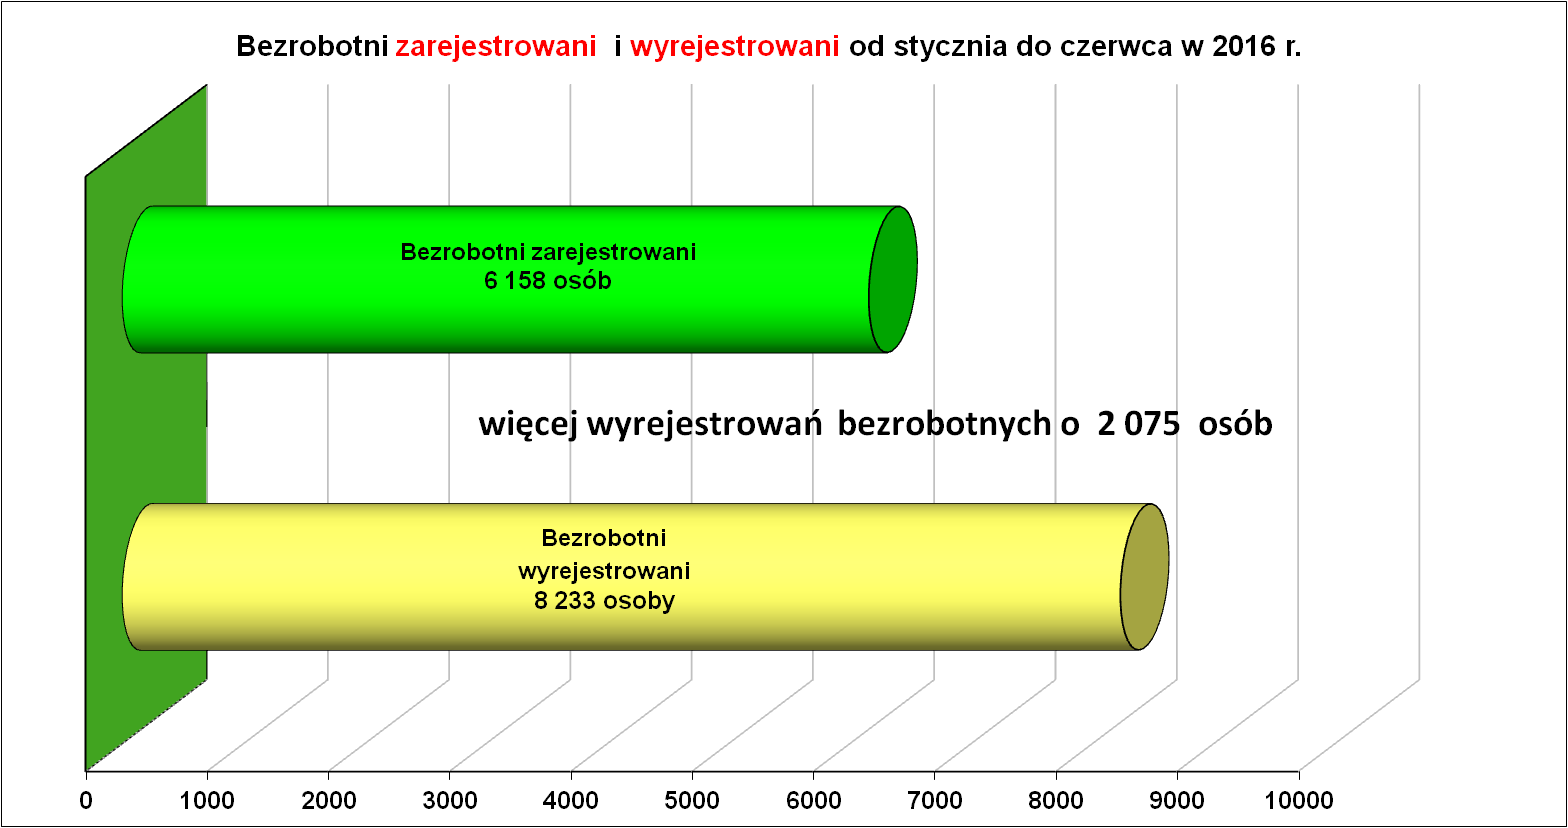 Bezrobotni zarejestrowani i wyrejestrowani od stycznia do czerwca w 2016 r.
Bezrobotni zarejestrowani
6 158 osób
więcej wyrejestrowań bezrobotnych o 2 075 osób
Bezrobotni
wyrejestrowani
8 233 osoby
0 1000 2000 3000 4000 5000 6000 7000 8000 9000 10000